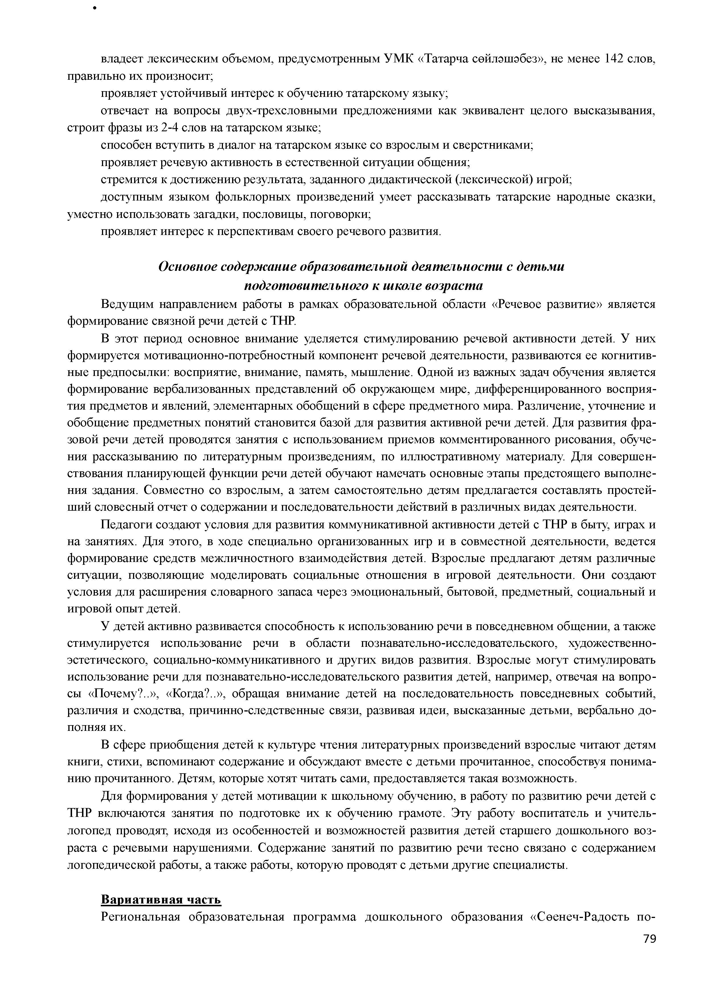 •
владеет лексическим объемом, предусмотренным УМК «Татарча сөйләшәбез», не менее 142 слов,
правильно их произносит;
проявляет устойчивый интерес к обучению татарскому языку;
отвечает на вопросы двух-трехсловными предложениями как эквивалент целого высказывания,
строит фразы из 2-4 слов на татарском языке;
способен вступить в диалог на татарском языке со взрослым и сверстниками;
проявляет речевую активность в естественной ситуации общения;
стремится к достижению результата, заданного дидактической (лексической) игрой;
доступным языком фольклорных произведений умеет рассказывать татарские народные сказки,
уместно использовать загадки, пословицы, поговорки;
проявляет интерес к перспективам своего речевого развития.
Основное содержание образовательной деятельности с детьми
подготовительного к школе возраста
Ведущим направлением работы в рамках образовательной области «Речевое развитие» является
формирование связной речи детей с ТНР.
В этот период основное внимание уделяется стимулированию речевой активности детей. У них
формируется мотивационно-потребностный компонент речевой деятельности, развиваются ее когнитив-
ные предпосылки: восприятие, внимание, память, мышление. Одной из важных задач обучения является
формирование вербализованных представлений об окружающем мире, дифференцированного восприя-
тия предметов и явлений, элементарных обобщений в сфере предметного мира. Различение, уточнение и
обобщение предметных понятий становится базой для развития активной речи детей. Для развития фра-
зовой речи детей проводятся занятия с использованием приемов комментированного рисования, обуче-
ния рассказыванию по литературным произведениям, по иллюстративному материалу. Для совершен-
ствования планирующей функции речи детей обучают намечать основные этапы предстоящего выполне-
ния задания. Совместно со взрослым, а затем самостоятельно детям предлагается составлять простей-
ший словесный отчет о содержании и последовательности действий в различных видах деятельности.
Педагоги создают условия для развития коммуникативной активности детей с ТНР в быту, играх и
на занятиях. Для этого, в ходе специально организованных игр и в совместной деятельности, ведется
формирование средств межличностного взаимодействия детей. Взрослые предлагают детям различные
ситуации, позволяющие моделировать социальные отношения в игровой деятельности. Они создают
условия для расширения словарного запаса через эмоциональный, бытовой, предметный, социальный и
игровой опыт детей.
У детей активно развивается способность к использованию речи в повседневном общении, а также
стимулируется использование речи в области познавательно-исследовательского, художественно-
эстетического, социально-коммуникативного и других видов развития. Взрослые могут стимулировать
использование речи для познавательно-исследовательского развития детей, например, отвечая на вопро-
сы «Почему?..», «Когда?..», обращая внимание детей на последовательность повседневных событий,
различия и сходства, причинно-следственные связи, развивая идеи, высказанные детьми, вербально до-
полняя их.
В сфере приобщения детей к культуре чтения литературных произведений взрослые читают детям
книги, стихи, вспоминают содержание и обсуждают вместе с детьми прочитанное, способствуя понима-
нию прочитанного. Детям, которые хотят читать сами, предоставляется такая возможность.
Для формирования у детей мотивации к школьному обучению, в работу по развитию речи детей с
ТНР включаются занятия по подготовке их к обучению грамоте. Эту работу воспитатель и учитель-
логопед проводят, исходя из особенностей и возможностей развития детей старшего дошкольного воз-
раста с речевыми нарушениями. Содержание занятий по развитию речи тесно связано с содержанием
логопедической работы, а также работы, которую проводят с детьми другие специалисты.
Вариативная часть
Региональная образовательная программа дошкольного образования «Сөенеч-Радость по-
79